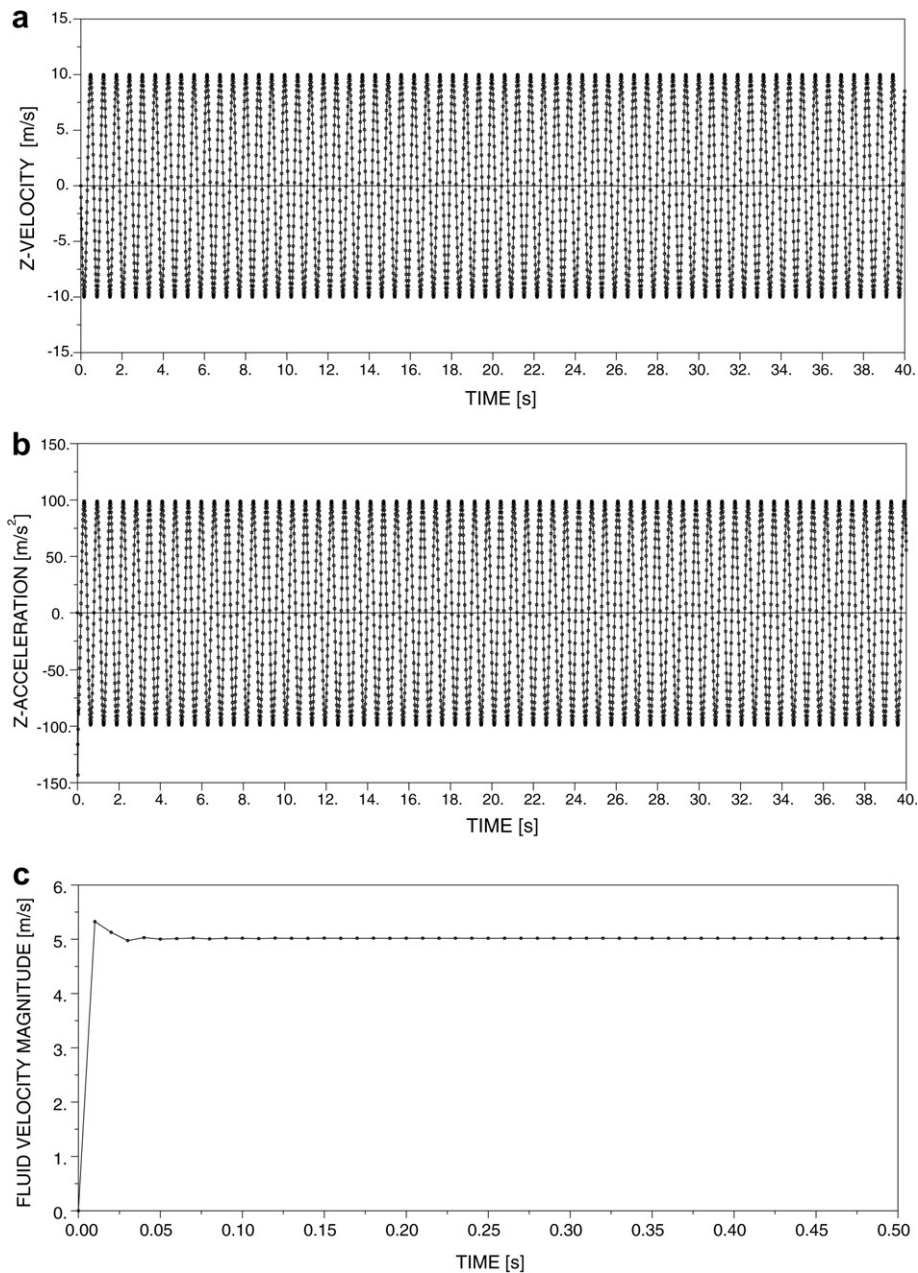 a
15.
10.
5.
0.
-5.
-10.
-15.
Z-VELOCITY [m/s]
0. 2. 4. 6. 8. 10. 12. 14. 16. 18. 20. 22. 24. 26. 28. 30. 32. 34. 36. 38. 40.
TIME [s]
b
150.
100.
50.
0.
-50.
-100.
-150.
Z-ACCELERATION [m/s²]
0. 2. 4. 6. 8. 10. 12. 14. 16. 18. 20. 22. 24. 26. 28. 30. 32. 34. 36. 38. 40.
TIME [s]
c
6.
5.
4.
3.
2.
1.
0.
FLUID VELOCITY MAGNITUDE [m/s]
0.00 0.05 0.10 0.15 0.20 0.25 0.30 0.35 0.40 0.45 0.50
TIME [s]